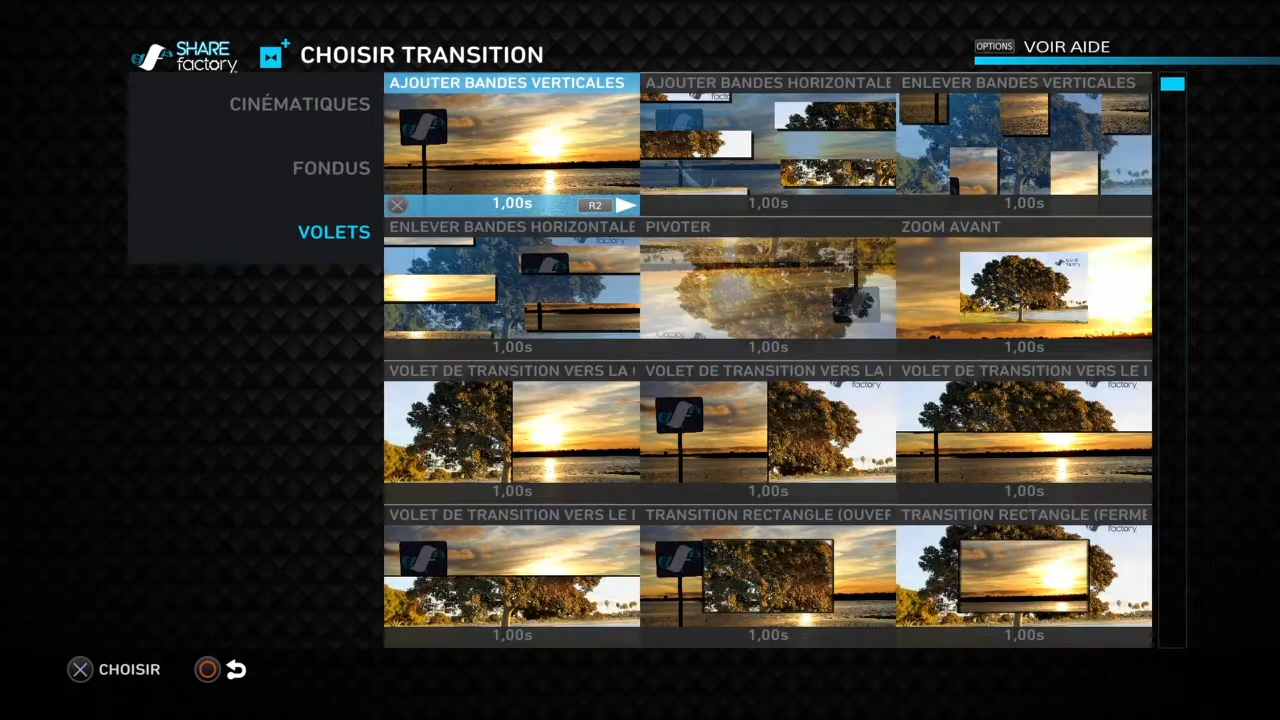 SHARE
factory™
CHOISIR TRANSITION
OPTIONS VOIR AIDE
CINÉMATIQUES
FONDUS
VOLETS
AJOUTER BANDES VERTICALES
AJOUTER BANDES HORIZONTALE
ENLEVER BANDES VERTICALES
1,00s
R2
1,00s
1,00s
ENLEVER BANDES HORIZONTALE
PIVOTER
ZOOM AVANT
1,00s
1,00s
1,00s
VOLET DE TRANSITION VERS LA
VOLET DE TRANSITION VERS LA
VOLET DE TRANSITION VERS LE
factory
factory
1,00s
1,00s
1,00s
VOLET DE TRANSITION VERS LE
TRANSITION RECTANGLE (OUVER
TRANSITION RECTANGLE (FERME
factory
1,00s
1,00s
1,00s
CHOISIR